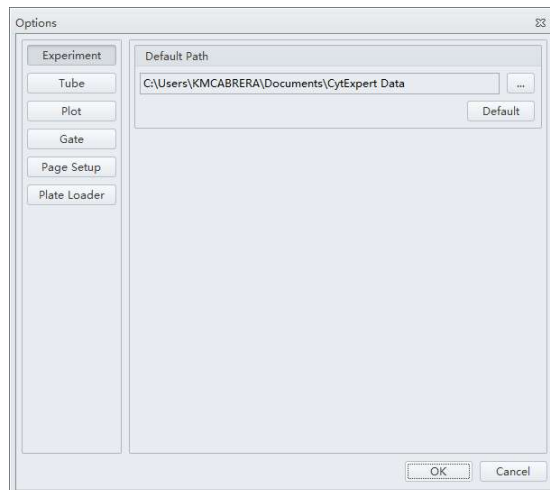 Options
Experiment
Tube
Plot
Gate
Page Setup
Plate Loader
Default Path
C:\Users\KMCABRERA\Documents\CytExpert Data
...
Default
OK
Cancel